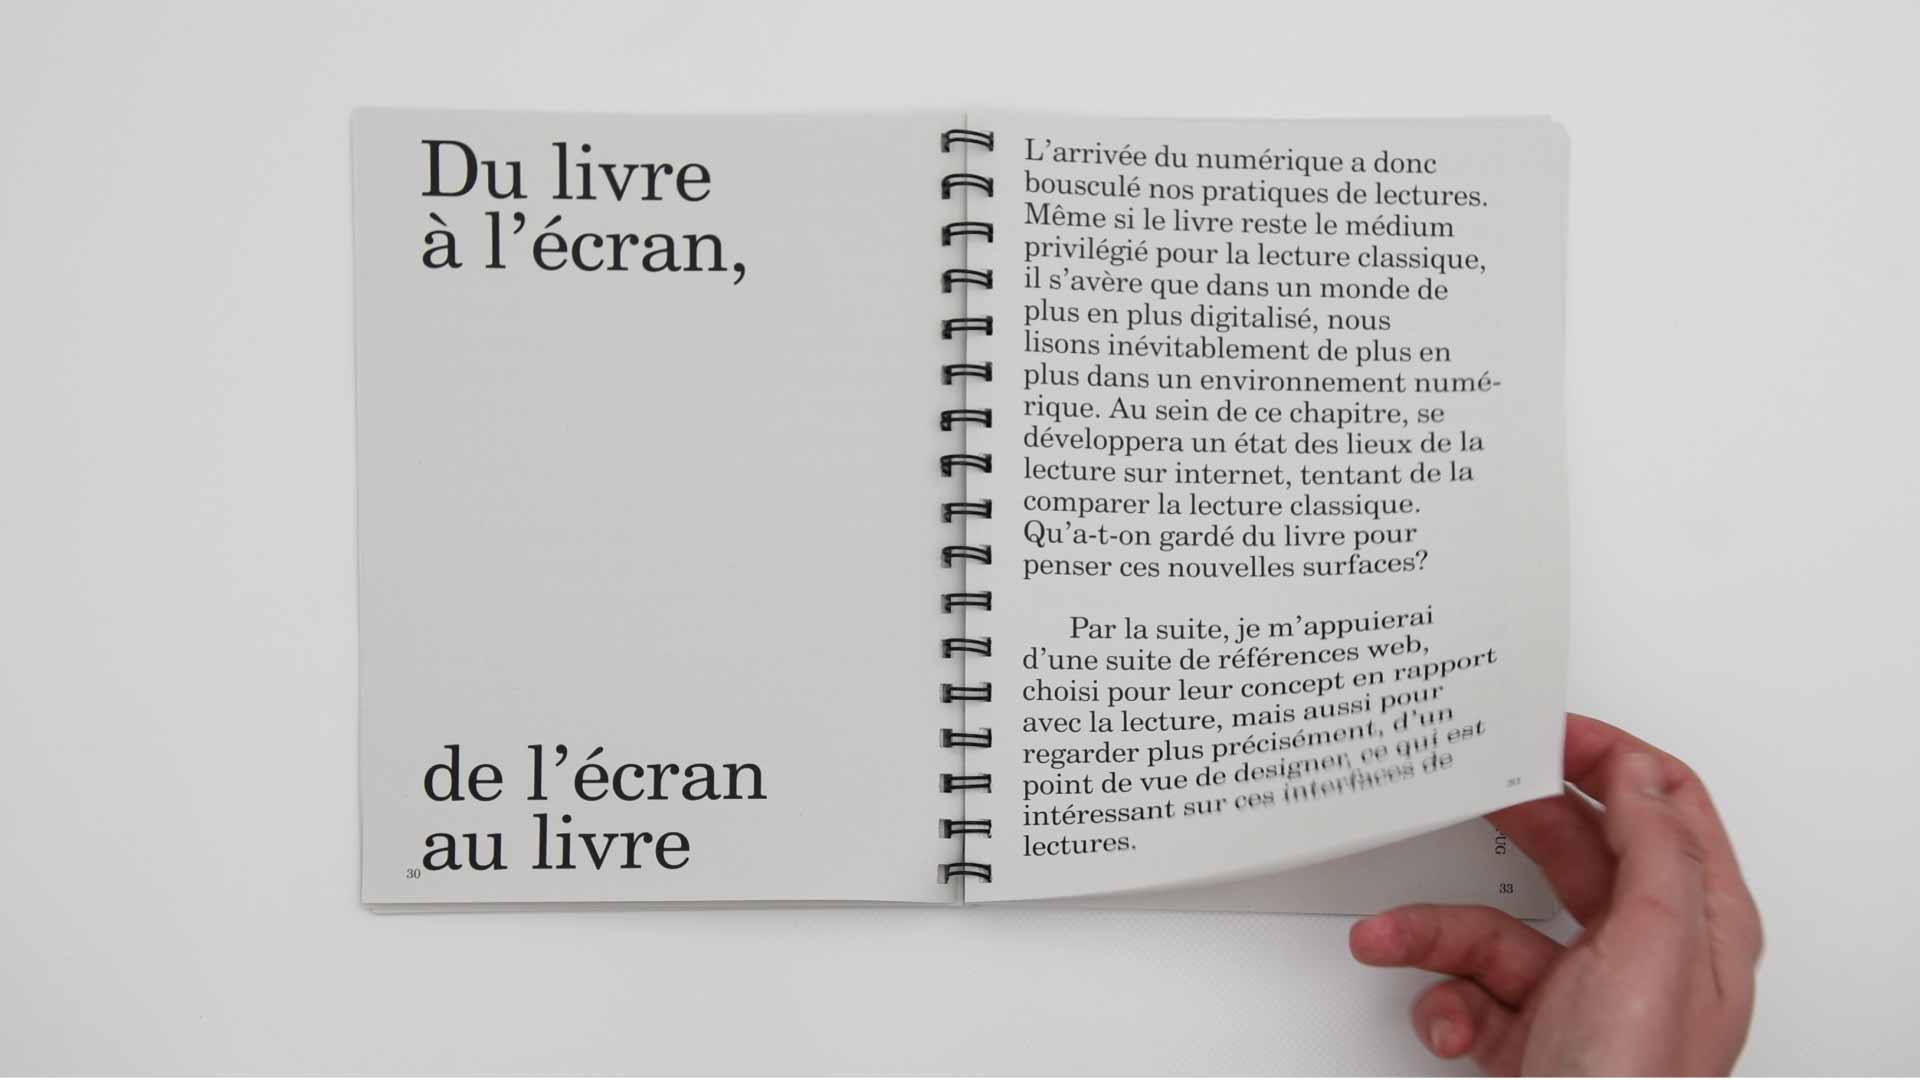 Du livre
à l’écran,
de l’écran
au livre
30
L’arrivée du numérique a donc
bousculé nos pratiques de lectures.
Même si le livre reste le médium
privilégié pour la lecture classique,
il s’avère que dans un monde de
plus en plus digitalisé, nous
lisons inévitablement de plus en
plus dans un environnement numé-
rique. Au sein de ce chapitre, se
développera un état des lieux de la
lecture sur internet, tentant de la
comparer la lecture classique.
Qu’a-t-on gardé du livre pour
penser ces nouvelles surfaces?
Par la suite, je m’appuierai
d’une suite de références web,
choisi pour leur concept en rapport
avec la lecture, mais aussi pour
regarder plus précisément, d’un
point de vue de designer, ce qui est
intéressant sur ces interfaces de
lectures.
33